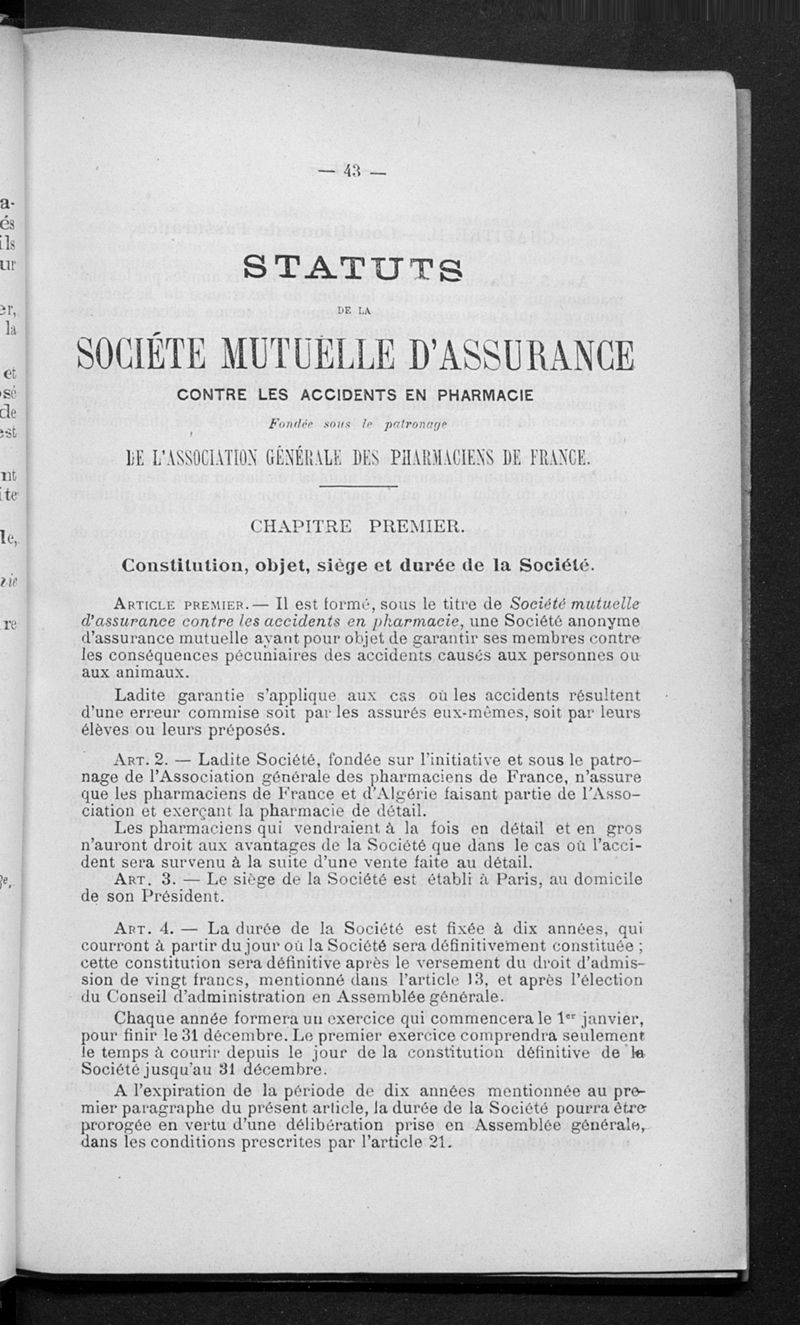 — 43 —
STATUTS
DE LA
SOCIÉTE MUTUELLE D'ASSURANCE
CONTRE LES ACCIDENTS EN PHARMACIE
Fondée sous le patronage
DE L'ASSOCIATION GÉNÉRALE DES PHARMACIENS DE FRANCE.
CHAPITRE PREMIER.
Constitution, objet, siège et durée de la Société.
ARTICLE PREMIER.— Il est formé, sous le titre de Société mutuelle
d'assurance contre les accidents en pharmacie, une Société anonyme
d'assurance mutuelle ayant pour objet de garantir ses membres contre
les conséquences pécuniaires des accidents causés aux personnes ou
aux animaux.
Ladite garantie s'applique aux cas où les accidents résultent
d'une erreur commise soit par les assurés eux-mêmes, soit par leurs
élèves ou leurs préposés.
ART. 2. — Ladite Société, fondée sur l'initiative et sous le patro-
nage de l'Association générale des pharmaciens de France, n'assure
que les pharmaciens de France et d'Algérie faisant partie de l'Asso-
ciation et exerçant la pharmacie de détail.
Les pharmaciens qui vendraient à la fois en détail et en gros
n'auront droit aux avantages de la Société que dans le cas où l'acci-
dent sera survenu à la suite d'une vente faite au détail.
ART. 3. — Le siège de la Société est établi à Paris, au domicile
de son Président.
ART. 4. — La durée de la Société est fixée à dix années, qui
courront à partir du jour où la Société sera définitivement constituée ;
cette constitution sera définitive après le versement du droit d'admis-
sion de vingt francs, mentionné dans l'article 13, et après l'élection
du Conseil d'administration en Assemblée générale.
Chaque année formera un exercice qui commencera le 1er janvier,
pour finir le 31 décembre. Le premier exercice comprendra seulement
le temps à courir depuis le jour de la constitution définitive de la
Société jusqu'au 31 décembre.
A l'expiration de la période de dix années mentionnée au pre-
mier paragraphe du présent article, la durée de la Société pourra être
prorogée en vertu d'une délibération prise en Assemblée générale,
dans les conditions prescrites par l'article 21.